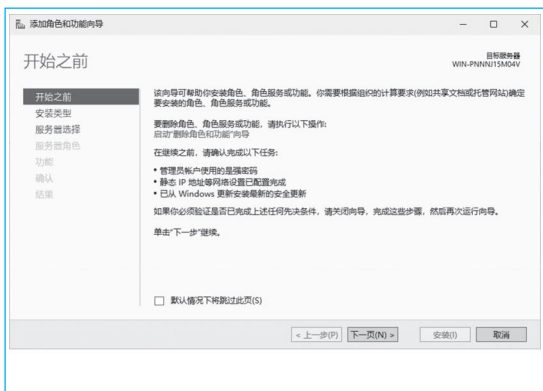 添加角色和功能向导
开始之前
目标服务器
WIN-PNNNJ15M04V
开始之前
安装类型
服务器选择
服务器角色
功能
确认
结果
该向导可帮助你安装角色、角色服务或功能。你需要根据组织的计算要求(例如共享文档或托管网站)确定
要安装的角色、角色服务或功能。
要删除角色、角色服务或功能，请执行以下操作:
启动“删除角色和功能”向导
在继续之前，请确认完成以下任务:
• 管理员帐户使用的是强密码
• 静态 IP 地址等网络设置已配置完成
• 已从 Windows 更新安装最新的安全更新
如果你必须验证是否已完成上述任何先决条件，请关闭向导，完成这些步骤，然后再次运行向导。
单击“下一步”继续。
默认情况下将跳过此页(S)
< 上一步(P)
下一页(N) >
安装(I)
取消